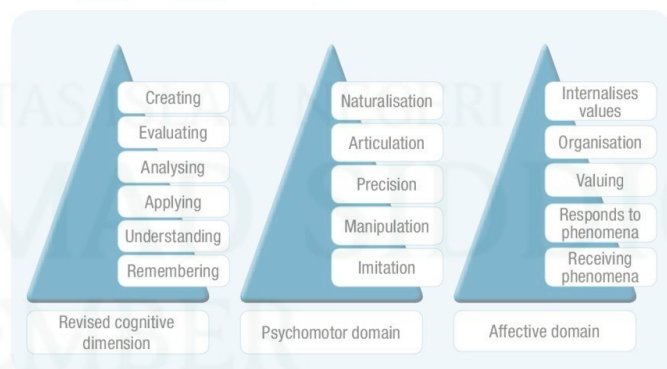 Creating
Evaluating
Analysing
Applying
Understanding
Remembering
Revised cognitive
dimension
Naturalisation
Articulation
Precision
Manipulation
Imitation
Psychomotor domain
Internalises
values
Organisation
Valuing
Responds to
phenomena
Receiving
phenomena
Affective domain